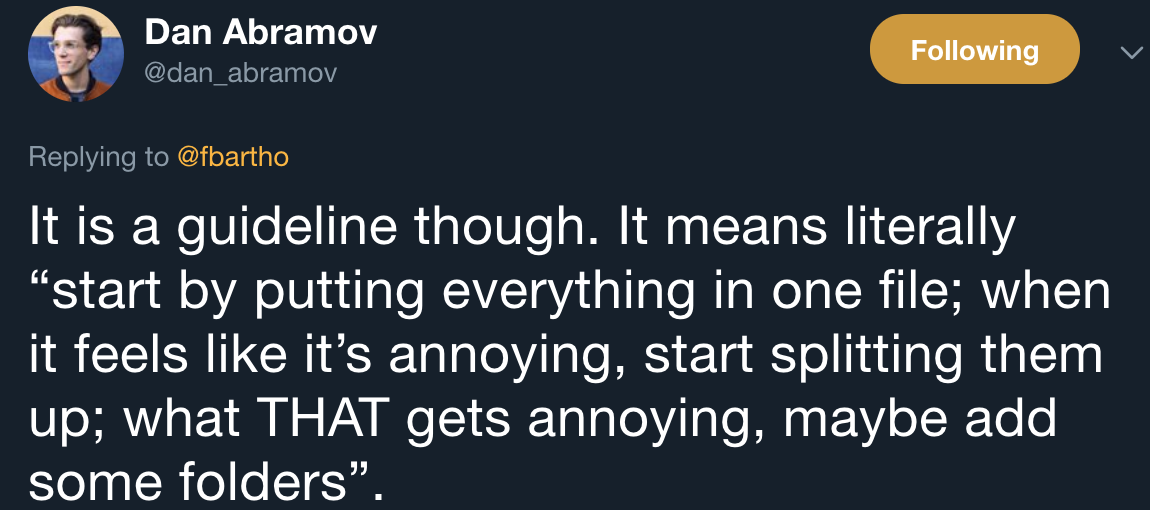 Dan Abramov
@dan_abramov
Following
Replying to @fbartho
It is a guideline though. It means literally
“start by putting everything in one file; when
it feels like it’s annoying, start splitting them
up; what THAT gets annoying, maybe add
some folders”.